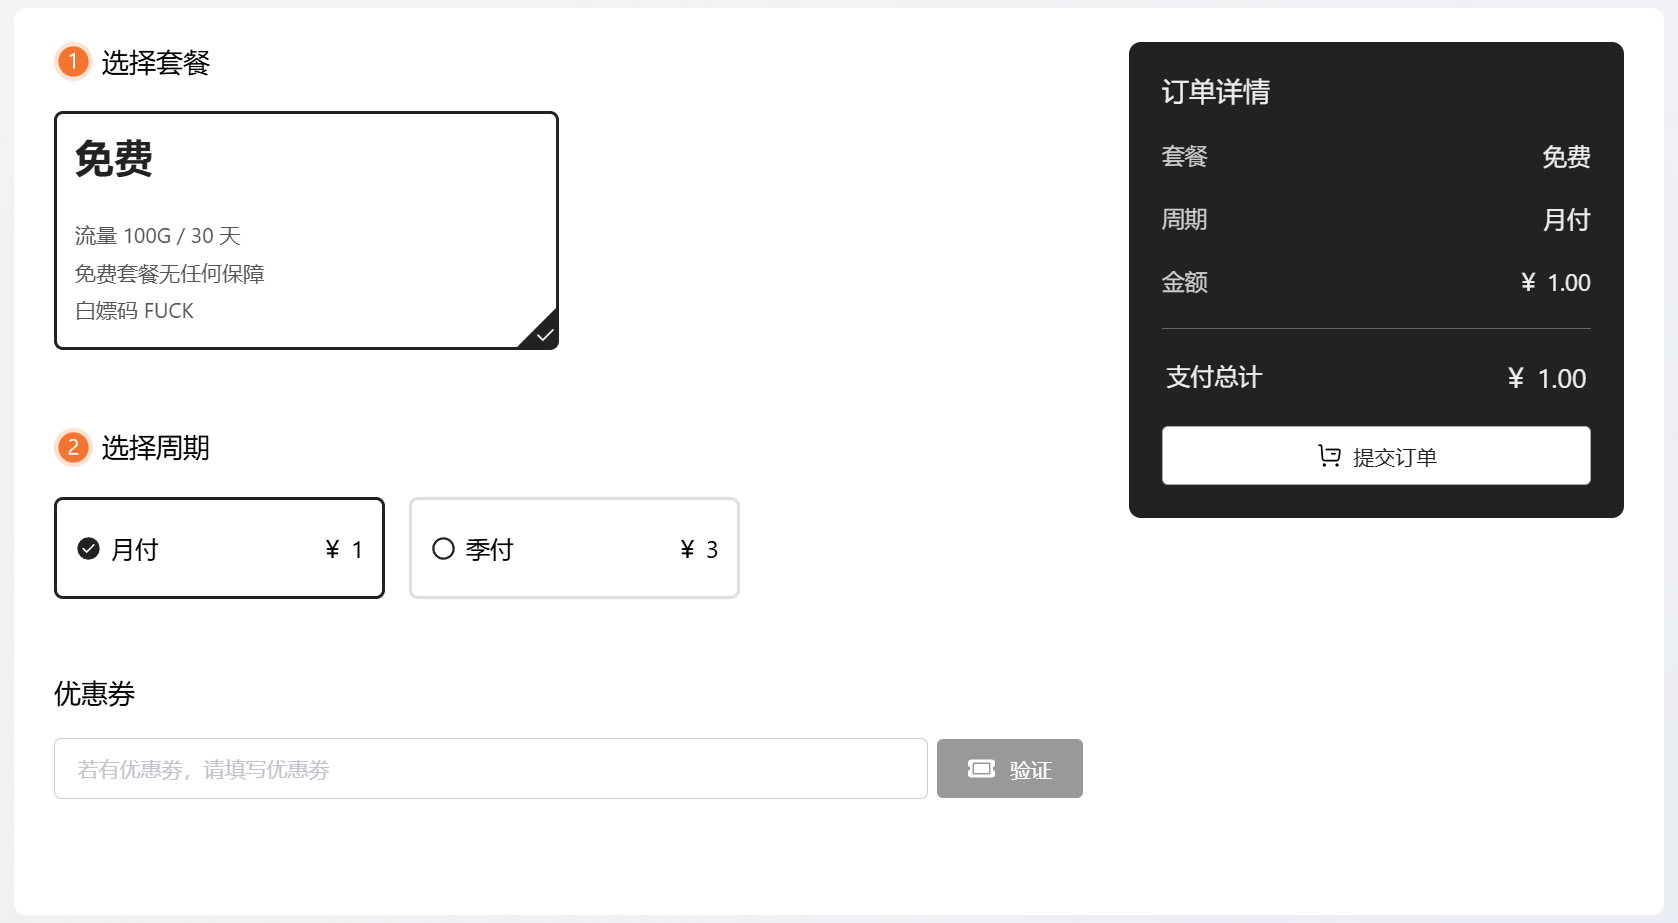 1 选择套餐
免费
流量 100G / 30 天
免费套餐无任何保障
白嫖码 FUCK
2 选择周期
月付 ¥ 1
季付 ¥ 3
优惠券
若有优惠券，请填写优惠券
验证
订单详情
套餐 免费
周期 月付
金额 ¥ 1.00
支付总计 ¥ 1.00
提交订单